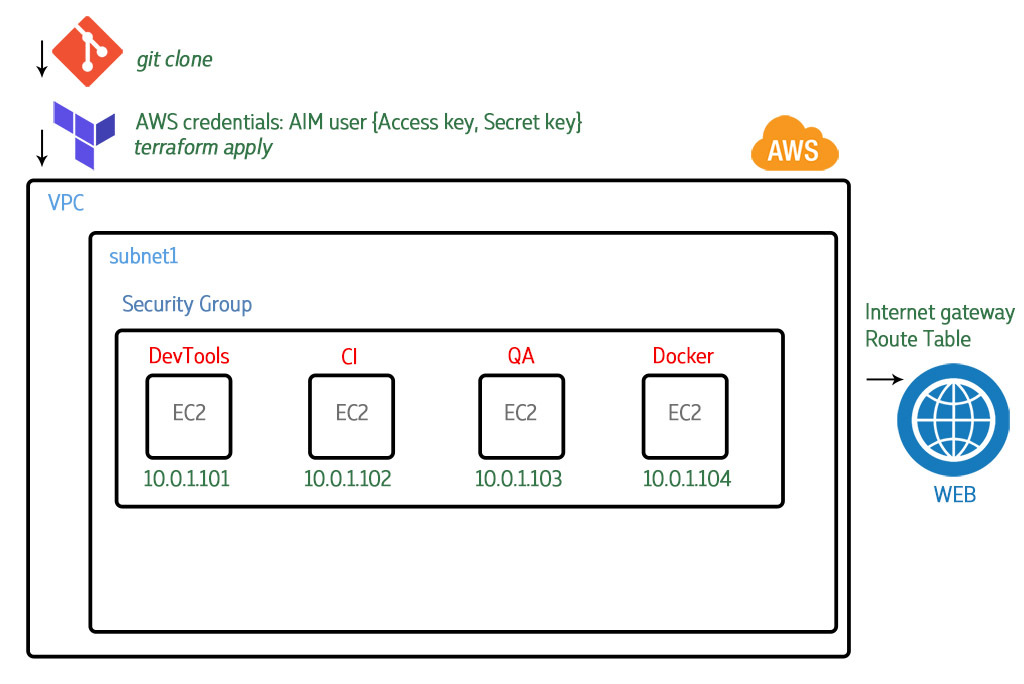 git clone
AWS credentials: AIM user {Access key, Secret key}
terraform apply
AWS
VPC
subnet1
Security Group
Internet gateway
Route Table
DevTools
CI
QA
Docker
EC2
EC2
EC2
EC2
10.0.1.101
10.0.1.102
10.0.1.103
10.0.1.104
WEB